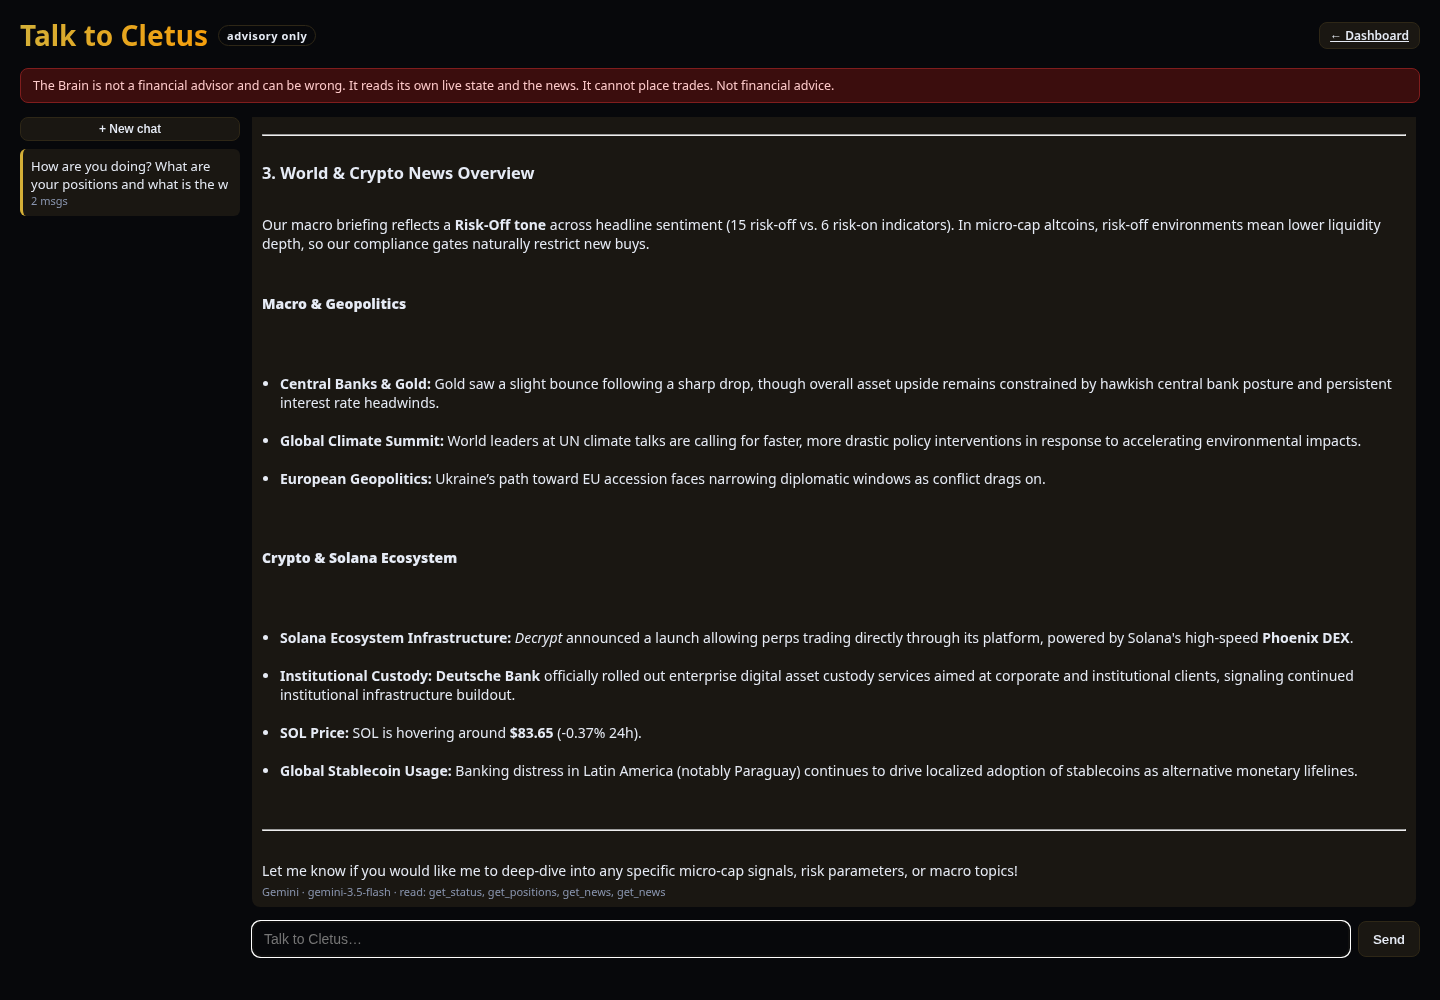 Talk to Cletus
advisory only
← Dashboard
The Brain is not a financial advisor and can be wrong. It reads its own live state and the news. It cannot place trades. Not financial advice.
+ New chat
How are you doing? What are
your positions and what is the w
2 msgs
3. World & Crypto News Overview
Our macro briefing reflects a Risk-Off tone across headline sentiment (15 risk-off vs. 6 risk-on indicators). In micro-cap altcoins, risk-off environments mean lower liquidity
depth, so our compliance gates naturally restrict new buys.
Macro & Geopolitics
• Central Banks & Gold: Gold saw a slight bounce following a sharp drop, though overall asset upside remains constrained by hawkish central bank posture and persistent
interest rate headwinds.
• Global Climate Summit: World leaders at UN climate talks are calling for faster, more drastic policy interventions in response to accelerating environmental impacts.
• European Geopolitics: Ukraine’s path toward EU accession faces narrowing diplomatic windows as conflict drags on.
Crypto & Solana Ecosystem
• Solana Ecosystem Infrastructure: Decrypt announced a launch allowing perps trading directly through its platform, powered by Solana's high-speed Phoenix DEX.
• Institutional Custody: Deutsche Bank officially rolled out enterprise digital asset custody services aimed at corporate and institutional clients, signaling continued
institutional infrastructure buildout.
• SOL Price: SOL is hovering around $83.65 (-0.37% 24h).
• Global Stablecoin Usage: Banking distress in Latin America (notably Paraguay) continues to drive localized adoption of stablecoins as alternative monetary lifelines.
Let me know if you would like me to deep-dive into any specific micro-cap signals, risk parameters, or macro topics!
Gemini · gemini-3.5-flash · read: get_status, get_positions, get_news, get_news
Talk to Cletus…
Send